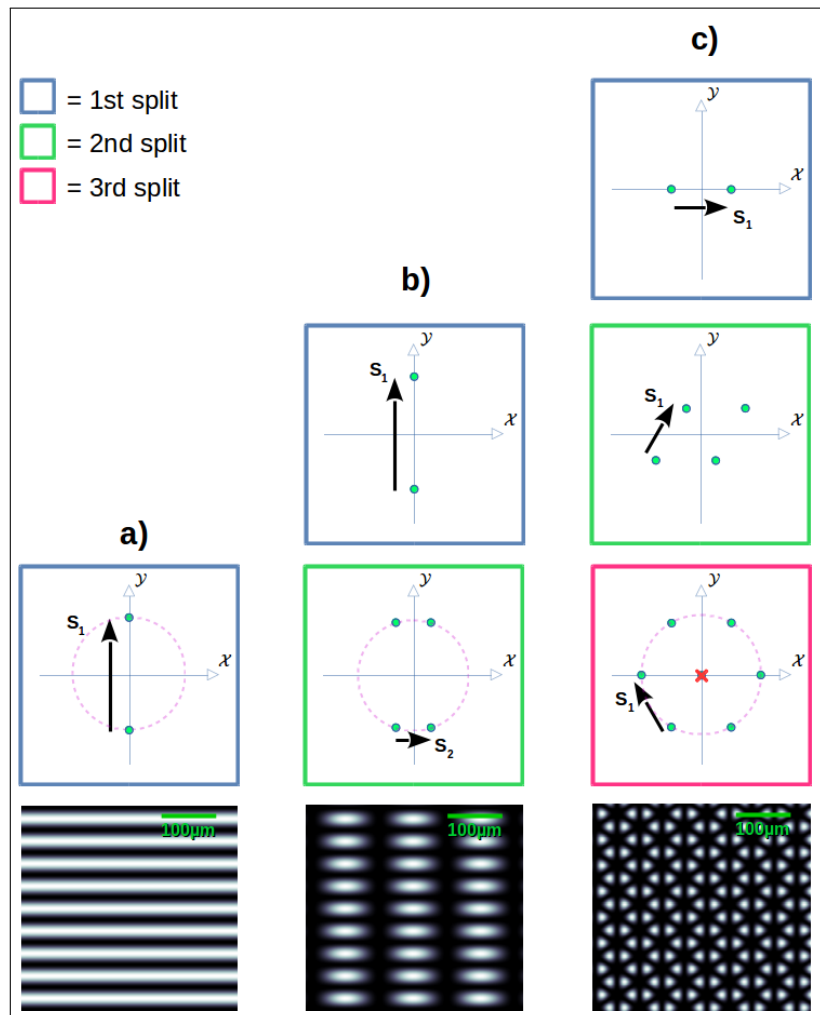 c)
= 1st split
= 2nd split
= 3rd split
y
x
S1
b)
y
S1
x
y
S1
x
a)
y
S1
x
y
x
S2
y
x
S1
100µm
100µm
100µm